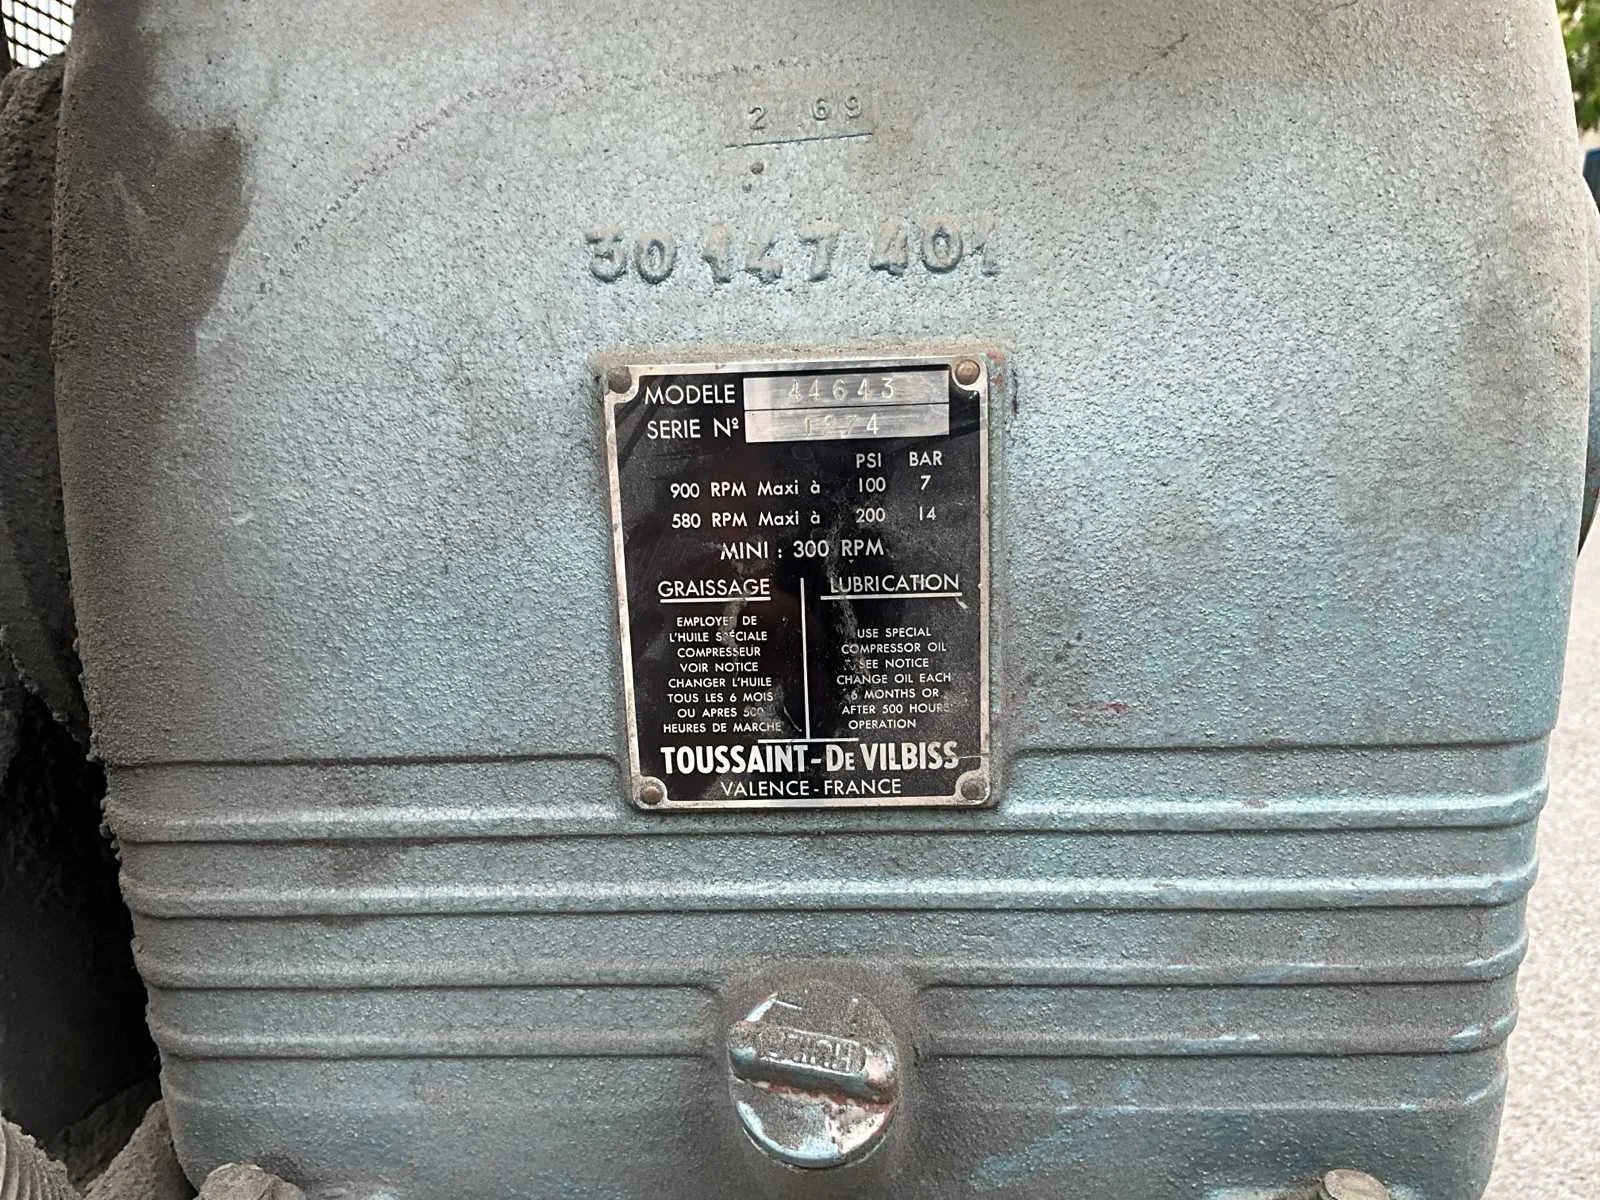 2 69
30 147 401
MODELE 44643
SERIE Nº
PSI BAR
900 RPM Maxi à 100 7
580 RPM Maxi à 200 14
MINI : 300 RPM
GRAISSAGE
EMPLOYER DE
L'HUILE SPÉCIALE
COMPRESSEUR
VOIR NOTICE
CHANGER L'HUILE
TOUS LES 6 MOIS
OU APRES 500
HEURES DE MARCHE
LUBRICATION
USE SPECIAL
COMPRESSOR OIL
SEE NOTICE
CHANGE OIL EACH
6 MONTHS OR
AFTER 500 HOURS
OPERATION
TOUSSAINT-DE VILBISS
VALENCE-FRANCE